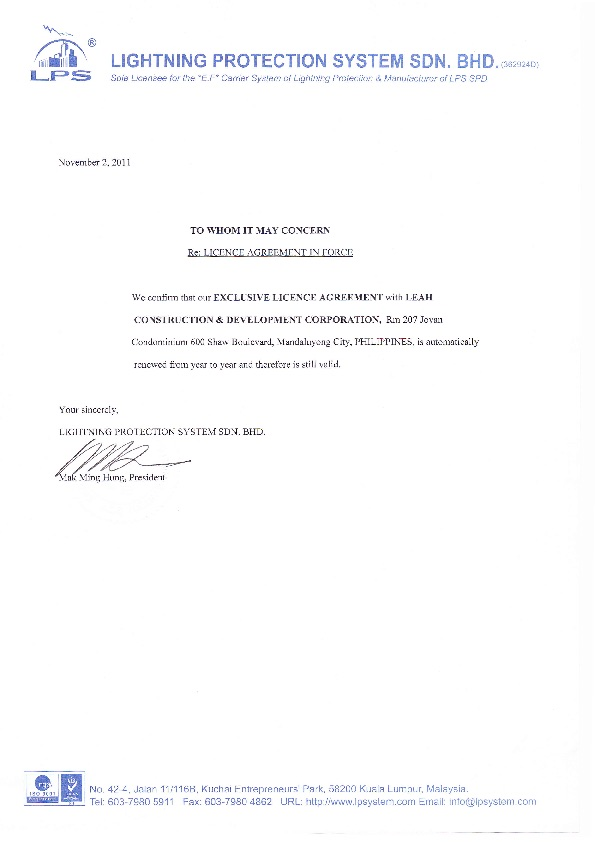 ®
LPS
LIGHTNING PROTECTION SYSTEM SDN. BHD. (362924D)
Sole Licensee for the "E.F" Carrier System of Lightning Protection & Manufacturer of LPS SPD
November 2, 2011
TO WHOM IT MAY CONCERN
Re: LICENCE AGREEMENT IN FORCE
We confirm that our EXCLUSIVE LICENCE AGREEMENT with LEAH
CONSTRUCTION & DEVELOPMENT CORPORATION, Rm 207 Jovan
Condominium 600 Shaw Boulevard, Mandaluyong City, PHILIPPINES, is automatically
renewed from year to year and therefore is still valid.
Your sincerely,
LIGHTNING PROTECTION SYSTEM SDN. BHD.
Mak Ming Hung, President
ISO 9001
No. 42-4, Jalan 11/116B, Kuchai Entrepreneurs' Park, 58200 Kuala Lumpur, Malaysia.
Tel: 603-7980 5911 Fax: 603-7980 4862 URL: http://www.lpsystem.com Email: info@lpsystem.com